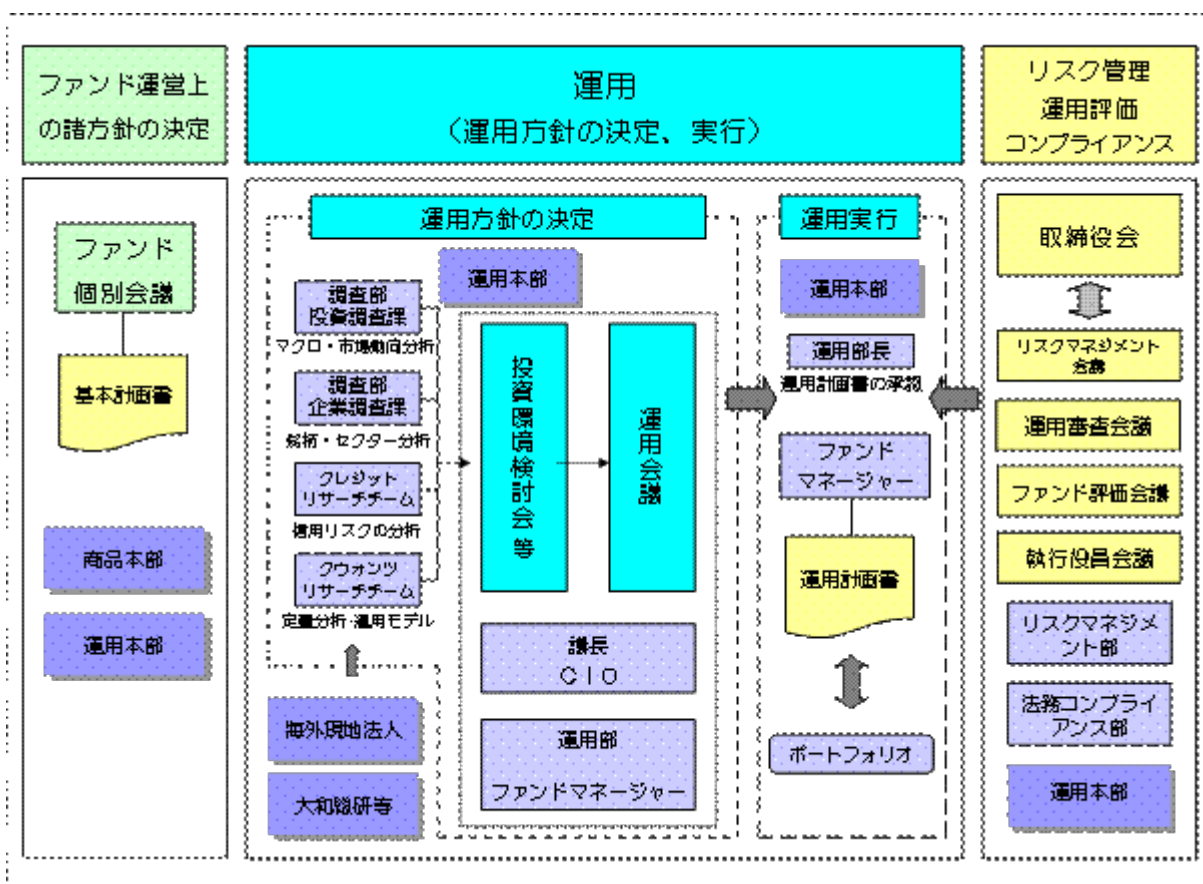 ファンド運営上
の諸方針の決定
運用
（運用方針の決定、実行）
リスク管理
運用評価
コンプライアンス
ファンド
個別会議
基本計画書
商品本部
運用本部
運用方針の決定
運用本部
調査部
投資調査課
マクロ・市場動向分析
調査部
企業調査課
銘柄・セクター分析
クレジット
リサーチチーム
信用リスクの分析
クウォンツ
リサーチチーム
定量分析・運用モデル
海外現地法人
大和総研等
投資環境検討会等
運用会議
議長
ＣＩＯ
運用部
ファンドマネージャー
運用実行
運用本部
運用部長
運用計画書の承認
ファンド
マネージャー
運用計画書
ポートフォリオ
取締役会
リスクマネジメント
会議
運用審査会議
ファンド評価会議
執行役員会議
リスクマネジメ
ント部
法務コンプライ
アンス部
運用本部